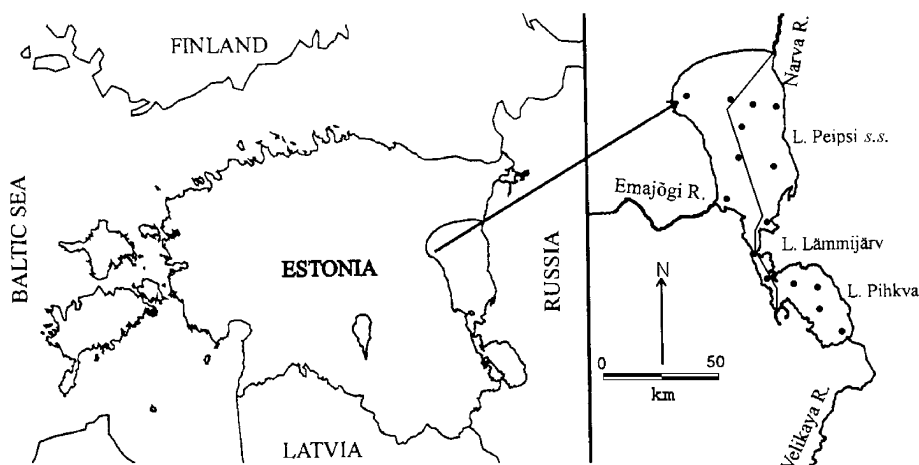 FINLAND
BALTIC SEA
ESTONIA
RUSSIA
LATVIA
Narva R.
L. Peipsi s.s.
Emajõgi R.
L. Lämmijärv
N
L. Pihkva
0 50
km
Velikaya R.